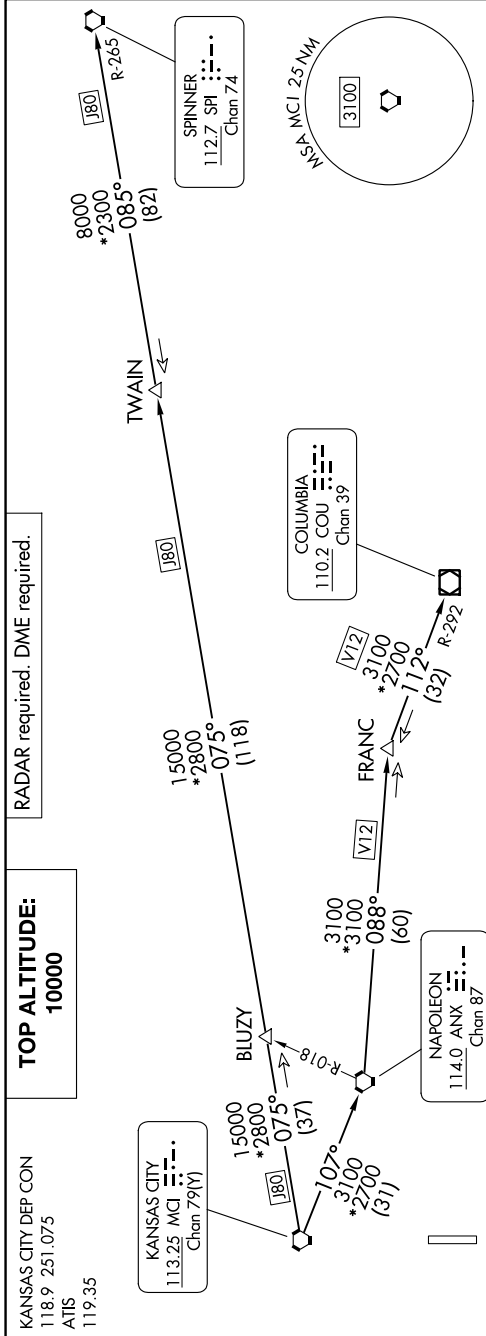 KANSAS CITY DEP CON
118.9 251.075
ATIS
119.35
TOP ALTITUDE:
10000
RADAR required. DME required.
KANSAS CITY
113.25 MCI
Chan 79(Y)
J80
15000
*2800
075°
(37)
BLUZY
15000
*2800
075°
(118)
J80
TWAIN
8000
*2300
085°
(82)
J80
R-265
SPINNER
112.7 SPI
Chan 74
107°
3100
*2700
(31)
R-018
NAPOLEON
114.0 ANX
Chan 87
3100
*3100
088°
(60)
V12
FRANC
V12
3100
*2700
112°
(32)
R-292
COLUMBIA
110.2 COU
Chan 39
MSA MCI 25 NM
3100